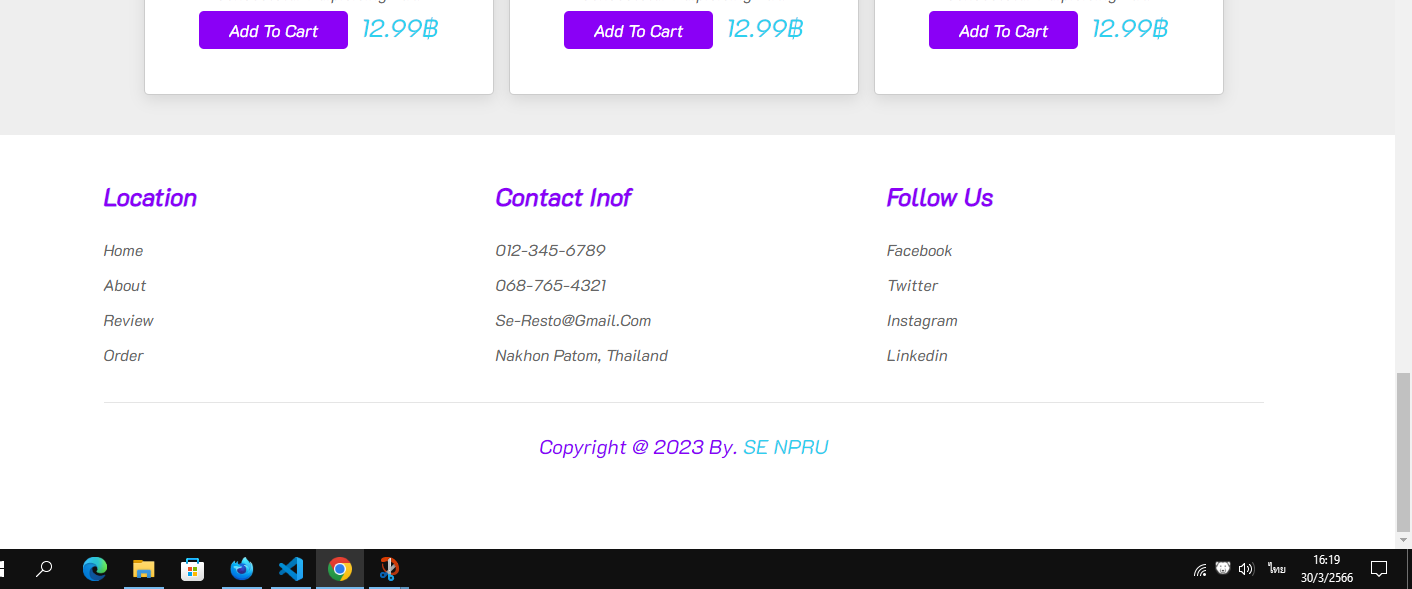 Add To Cart 12.99฿ Add To Cart 12.99฿ Add To Cart 12.99฿
Location
Home
About
Review
Order
Contact Inof
012-345-6789
068-765-4321
Se-Resto@Gmail.Com
Nakhon Patom, Thailand
Follow Us
Facebook
Twitter
Instagram
Linkedin
Copyright @ 2023 By. SE NPRU
ไทย
16:19
30/3/2566